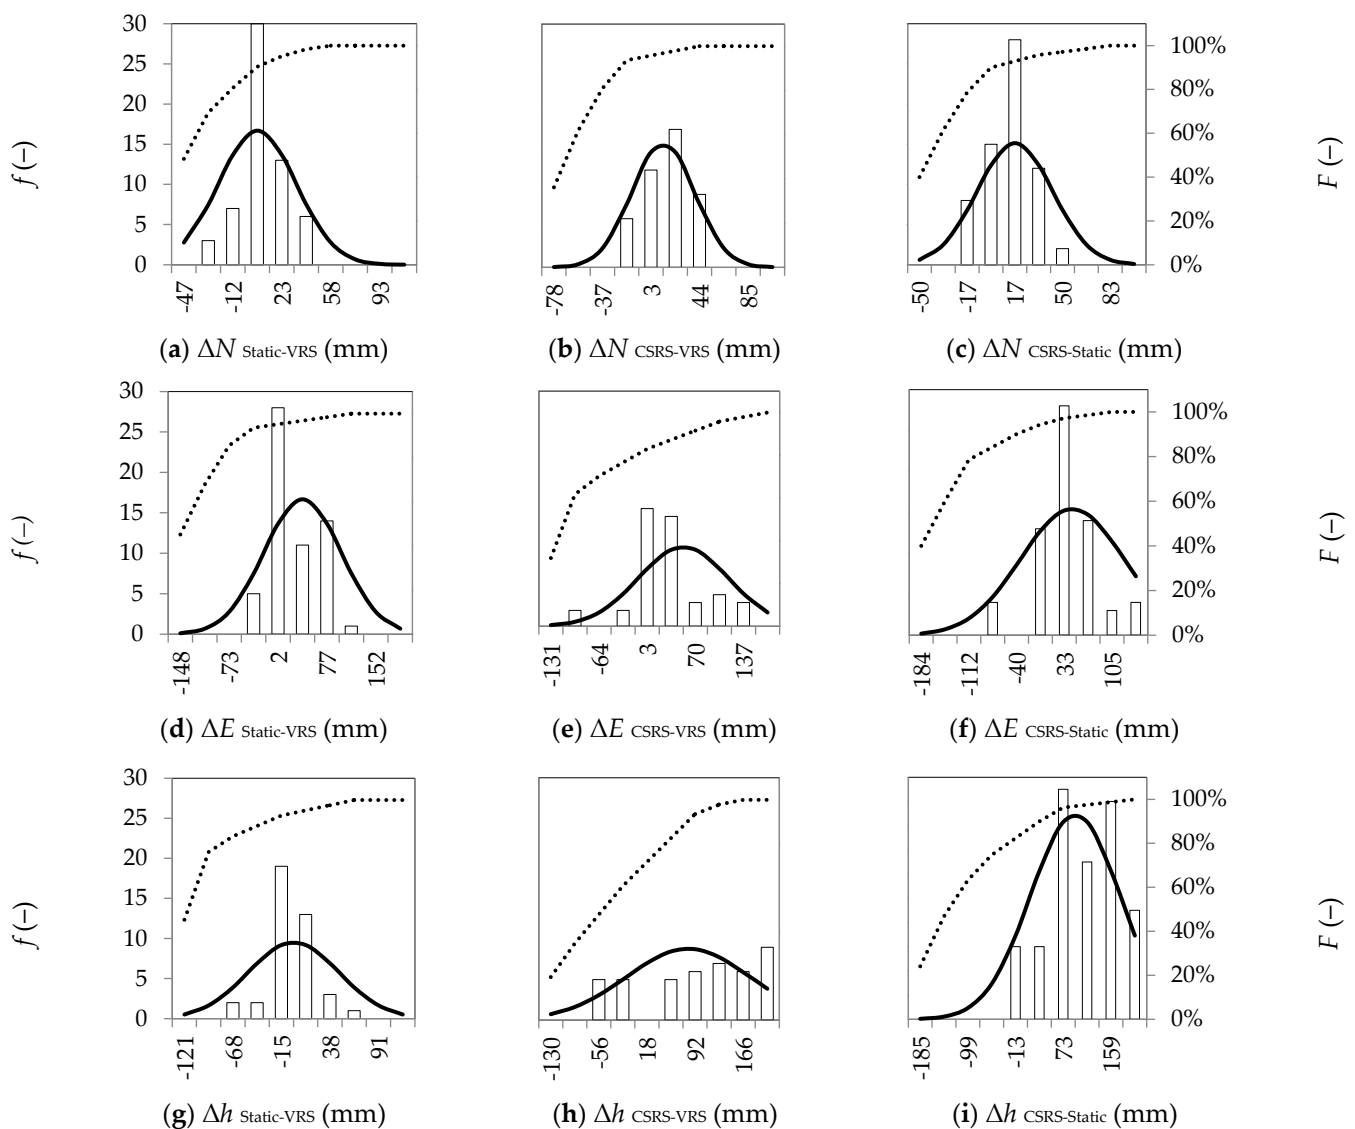 30
25
20
15
10
5
0
f (−)
-47 -12 23 58 93
(a) ΔN Static-VRS (mm)
-78 -37 3 44 85
(b) ΔN CSRS-VRS (mm)
100%
80%
60%
40%
20%
0%
F (−)
-50 -17 17 50 83
(c) ΔN CSRS-Static (mm)
30
25
20
15
10
5
0
f (−)
-148 -73 2 77 152
(d) ΔE Static-VRS (mm)
-131 -64 3 70 137
(e) ΔE CSRS-VRS (mm)
100%
80%
60%
40%
20%
0%
F (−)
-184 -112 -40 33 105
(f) ΔE CSRS-Static (mm)
30
25
20
15
10
5
0
f (−)
-121 -68 -15 38 91
(g) Δh Static-VRS (mm)
-130 -56 18 92 166
(h) Δh CSRS-VRS (mm)
100%
80%
60%
40%
20%
0%
F (−)
-185 -99 -13 73 159
(i) Δh CSRS-Static (mm)